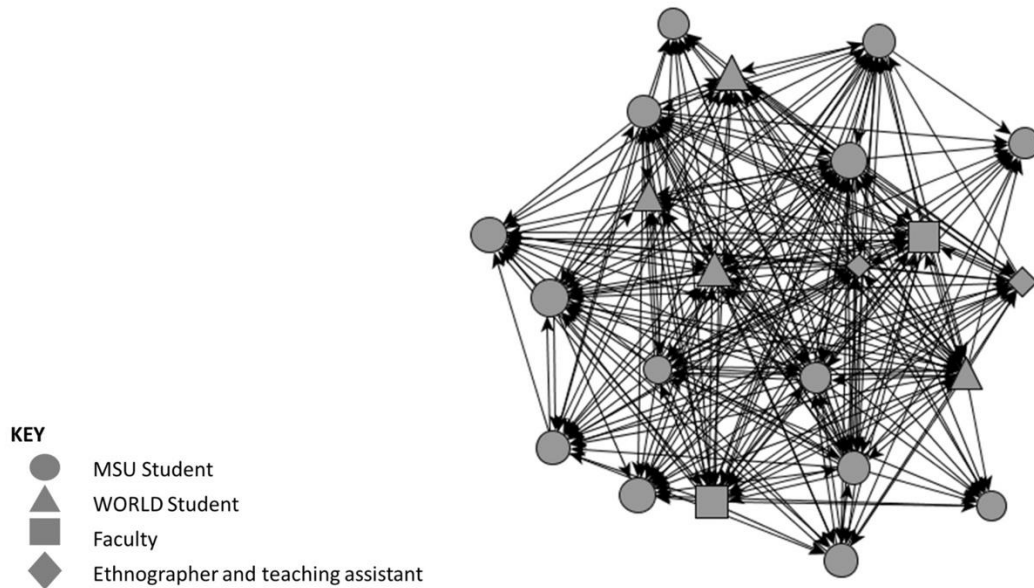 KEY
MSU Student
WORLD Student
Faculty
Ethnographer and teaching assistant